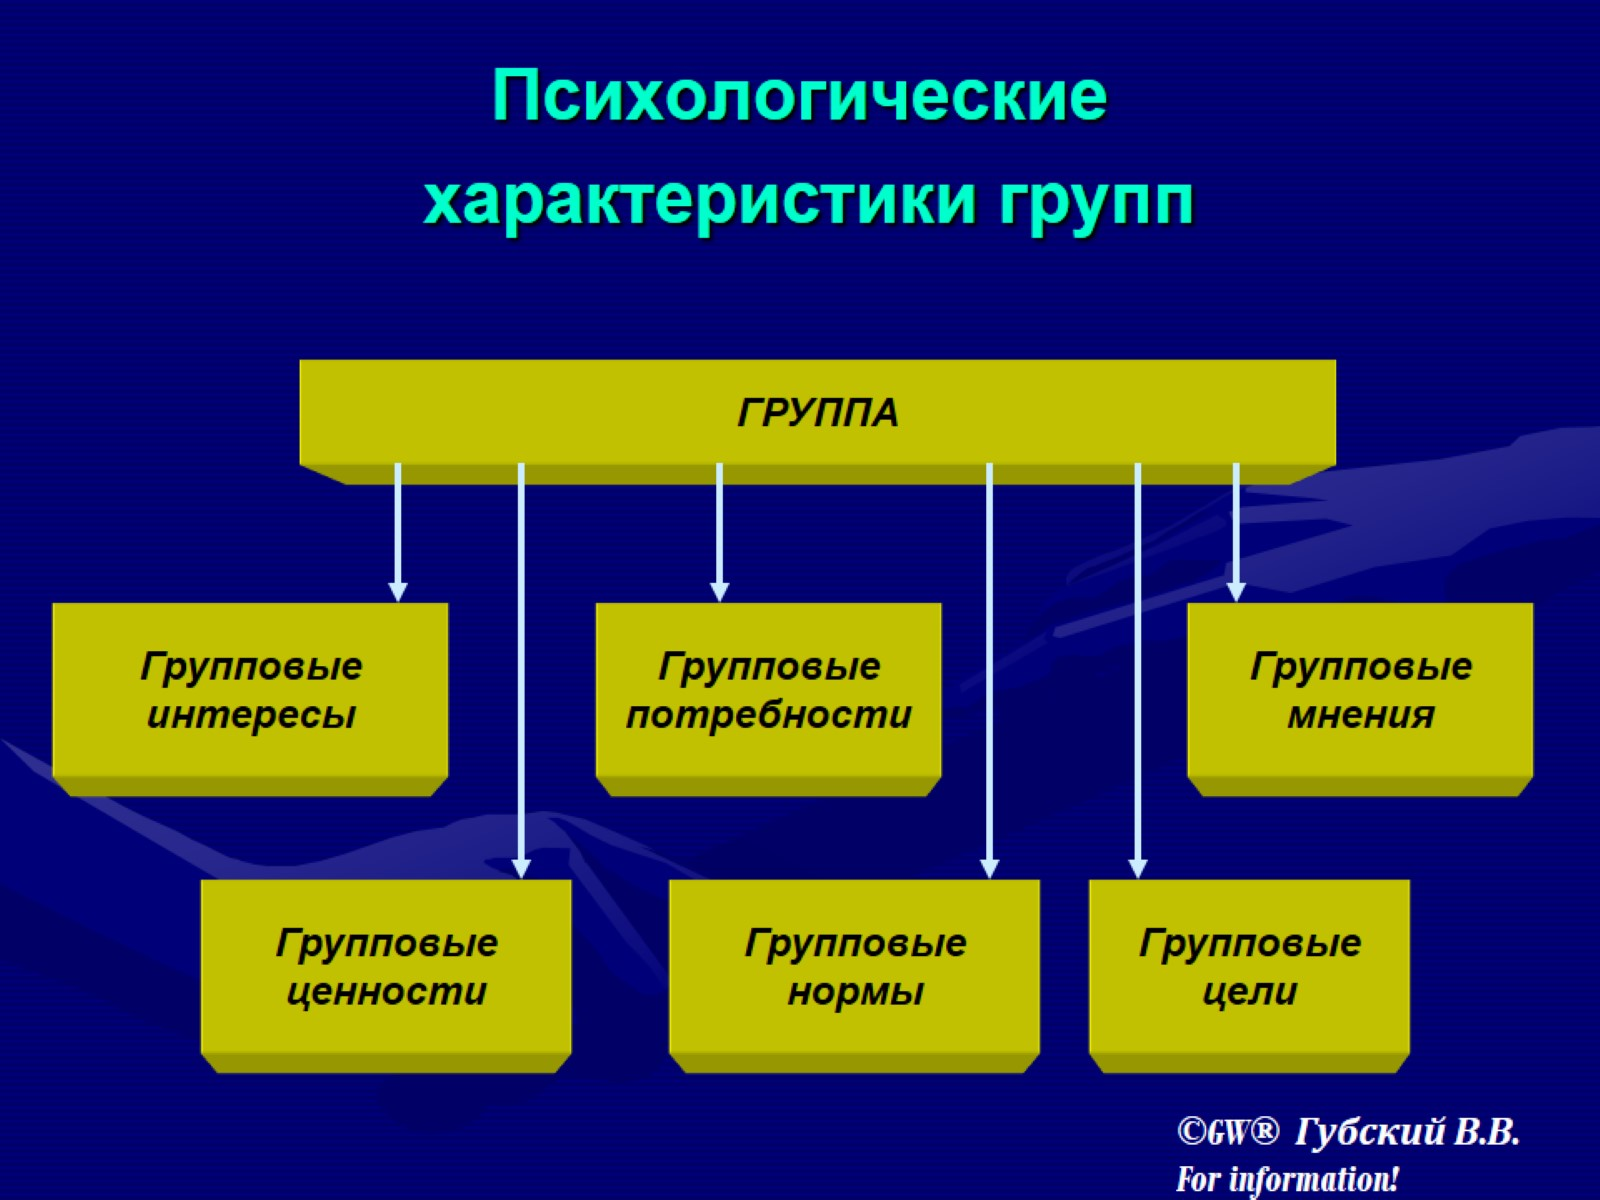 Психологические
характеристики групп
ГРУППА
Групповые
интересы
Групповые
потребности
Групповые
мнения
Групповые
ценности
Групповые
нормы
Групповые
цели
©GW® Губский В.В.
For information!